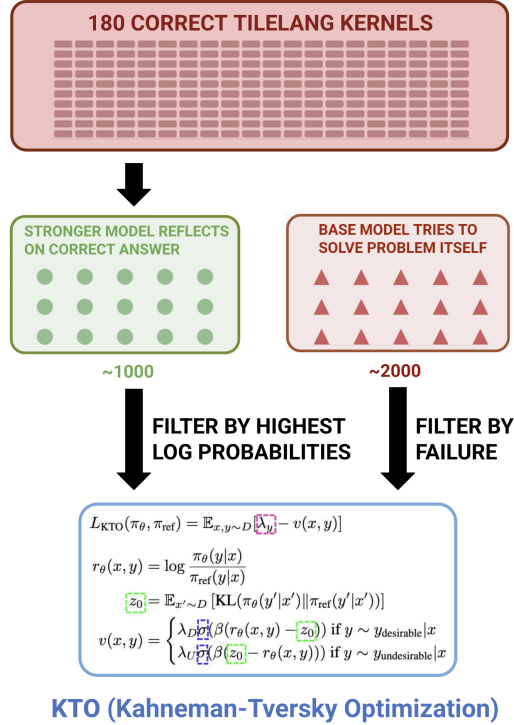 180 CORRECT TILELANG KERNELS
STRONGER MODEL REFLECTS
ON CORRECT ANSWER
BASE MODEL TRIES TO
SOLVE PROBLEM ITSELF
~1000
~2000
FILTER BY HIGHEST
LOG PROBABILITIES
FILTER BY
FAILURE
L_KTO(π_θ, π_ref) = 𝔼_{x,y∼D}[λ_y − v(x, y)]
r_θ(x, y) = log π_θ(y|x) / π_ref(y|x)
z_0 = 𝔼_{x′∼D} [KL(π_θ(y′|x′)∥π_ref(y′|x′))]
v(x, y) = { λ_D σ(β(r_θ(x, y) − z_0)) if y ∼ y_desirable|x
λ_U σ(β(z_0 − r_θ(x, y))) if y ∼ y_undesirable|x
KTO (Kahneman-Tversky Optimization)